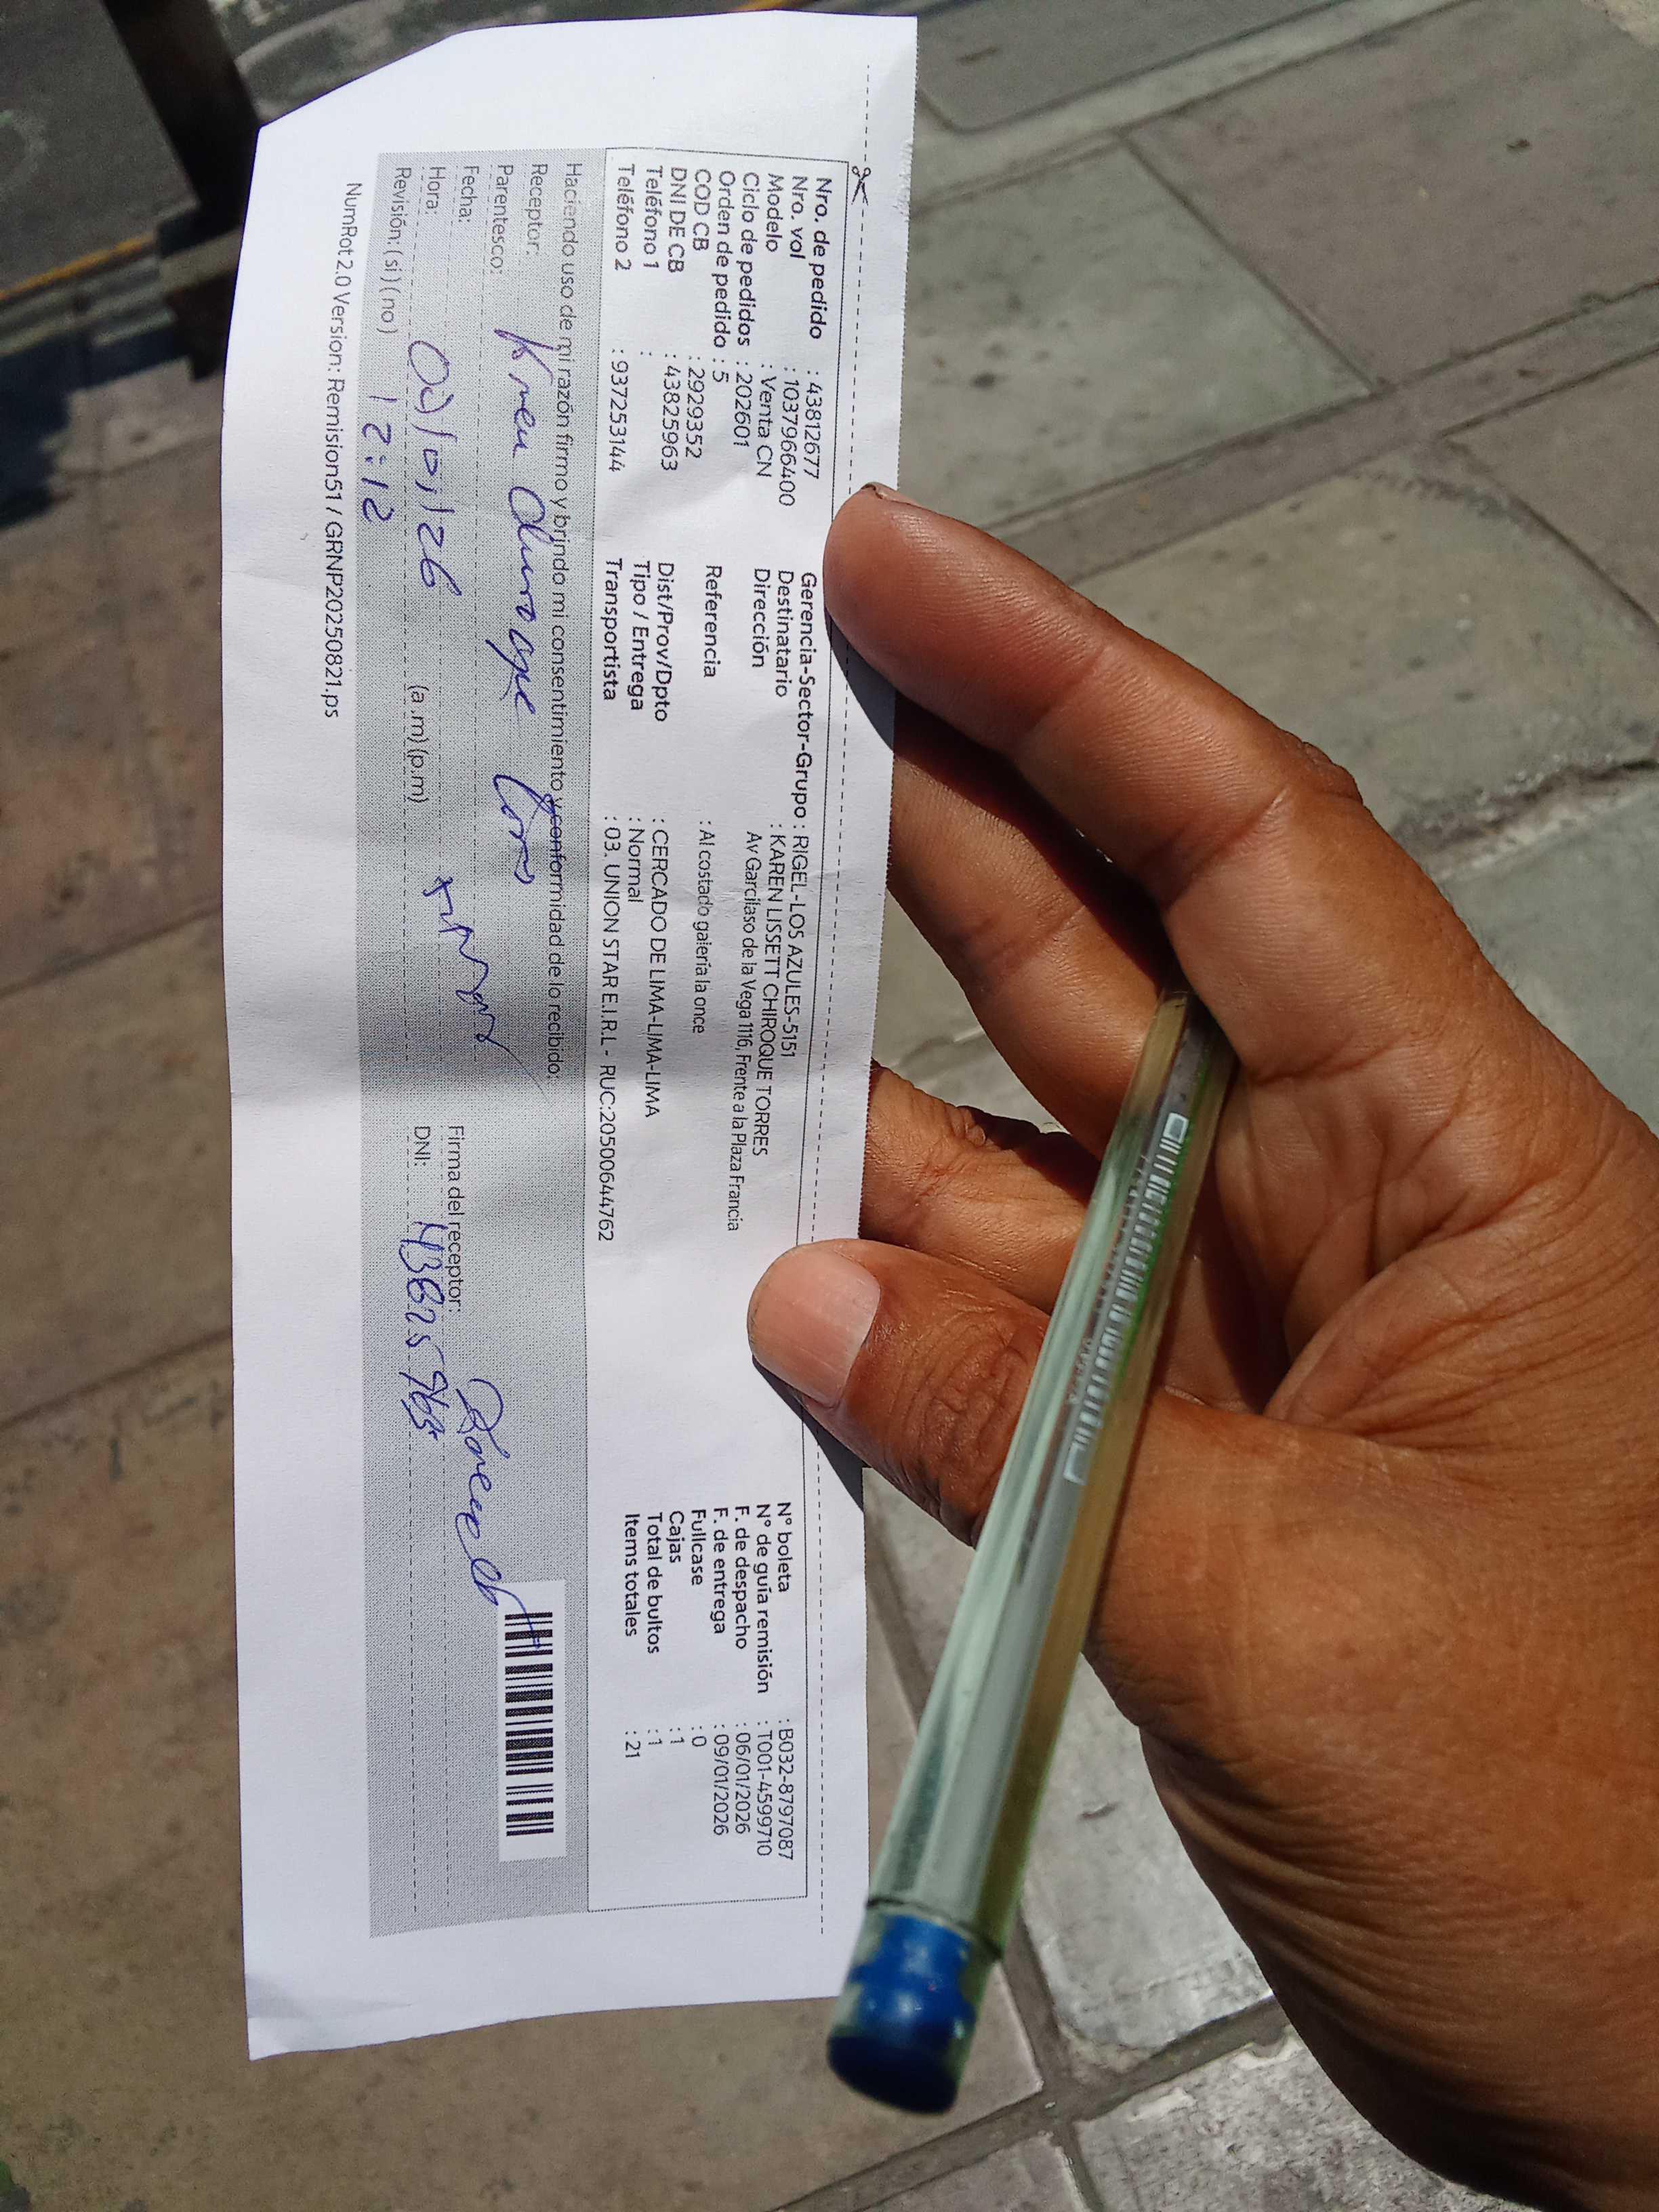 Nro. de pedido : 43812677
Nro. vol : 1037966400
Modelo : Venta CN
Ciclo de pedidos : 202601
Orden de pedido : 5
COD CB : 2929352
DNI DE CB : 43825963
Teléfono 1 :
Teléfono 2 : 937253144
Gerencia-Sector-Grupo : RIGEL-LOS AZULES-5151
Destinatario : KAREN LISSETT CHIROQUE TORRES
Dirección Av Garcilaso de la Vega 1116, Frente a la Plaza Francia
Referencia : Al costado galería la once
Dist/Prov/Dpto : CERCADO DE LIMA-LIMA-LIMA
Tipo / Entrega : Normal
Transportista : 03. UNION STAR E.I.R.L - RUC:20500644762
N° boleta : B032-8797087
N° de guía remisión : T001-4599710
F. de despacho : 06/01/2026
F. de entrega : 09/01/2026
Fullcase : 0
Cajas : 1
Total de bultos : 1
Items totales : 21
Haciendo uso de mi razón firmo y brindo mi consentimiento y conformidad de lo recibido:
Receptor:
Parentesco:
Fecha:
Hora: (a.m) (p.m)
Revisión: (si) (no) 12:12
Firma del receptor:
DNI: 43825963
NumRot 2.0 Version: Remision51 / GRNP20250821.ps